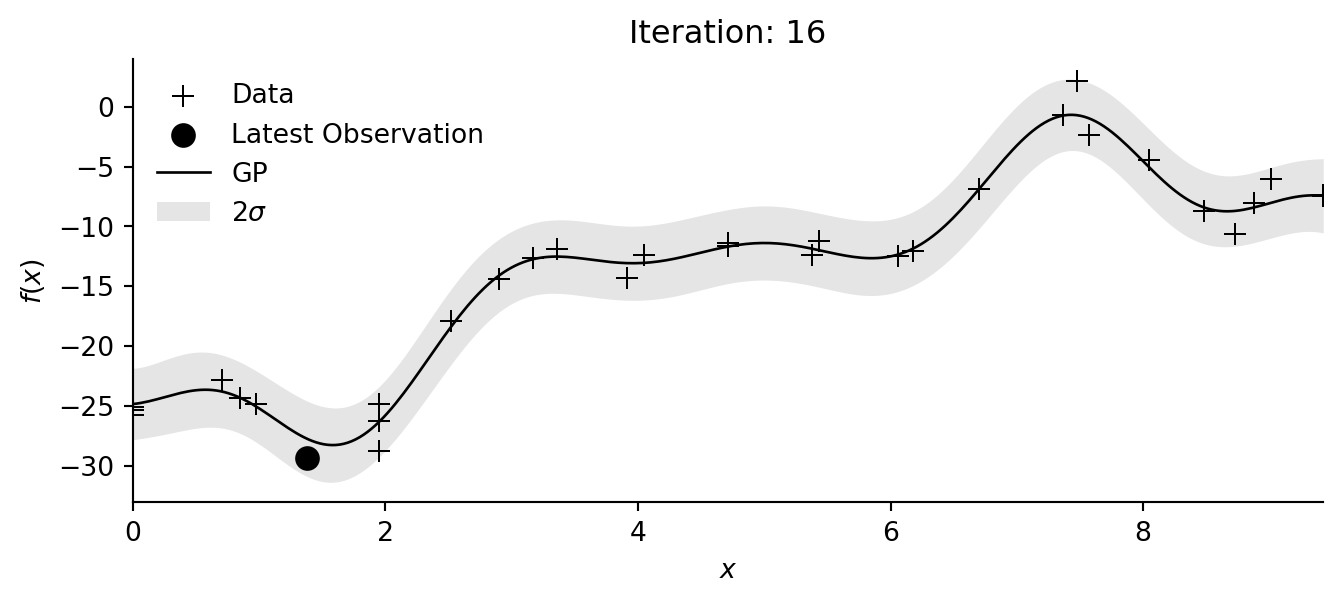 Iteration: 16
Data
Latest Observation
GP
2σ
0
−5
−10
−15
−20
−25
−30
f(x)
0 2 4 6 8
x